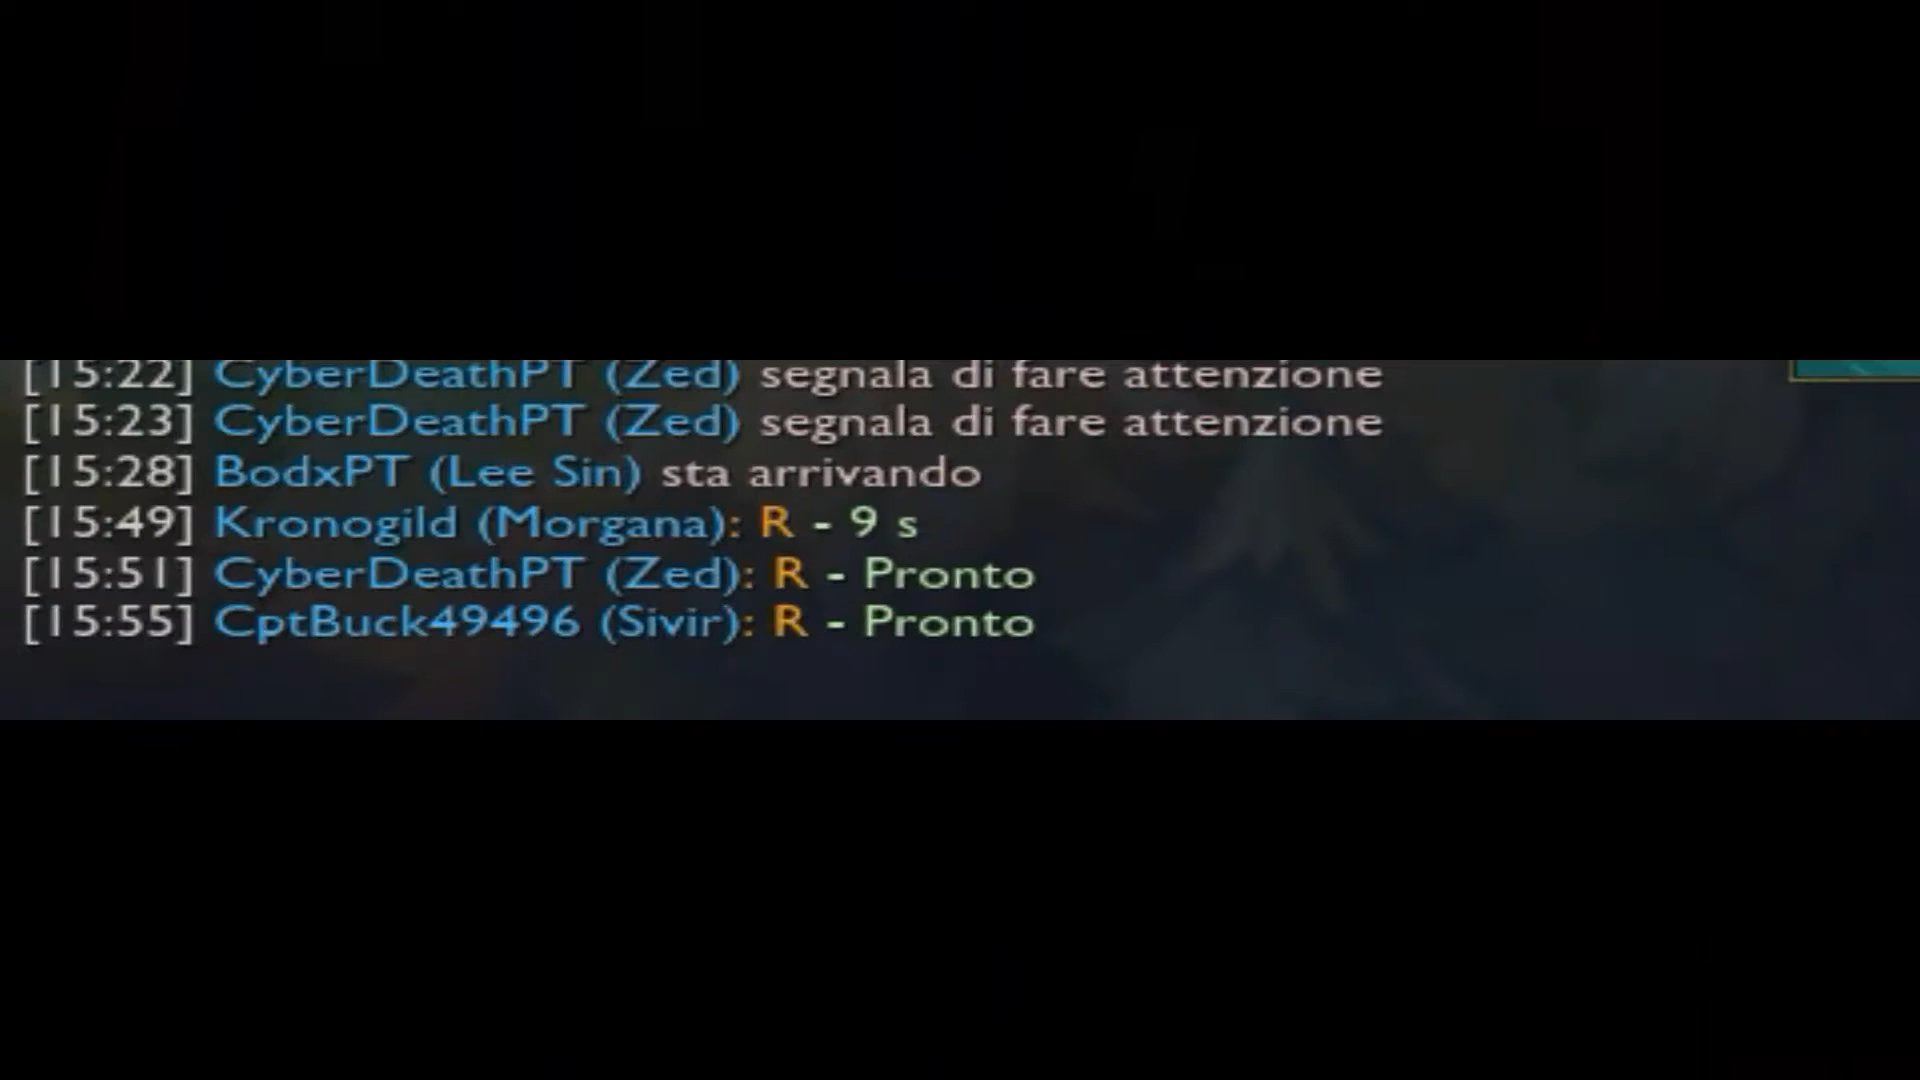 [15:22] CyberDeathPT (Zed) segnala di fare attenzione
[15:23] CyberDeathPT (Zed) segnala di fare attenzione
[15:28] BodxPT (Lee Sin) sta arrivando
[15:49] Kronogild (Morgana): R - 9 s
[15:51] CyberDeathPT (Zed): R - Pronto
[15:55] CptBuck49496 (Sivir): R - Pronto